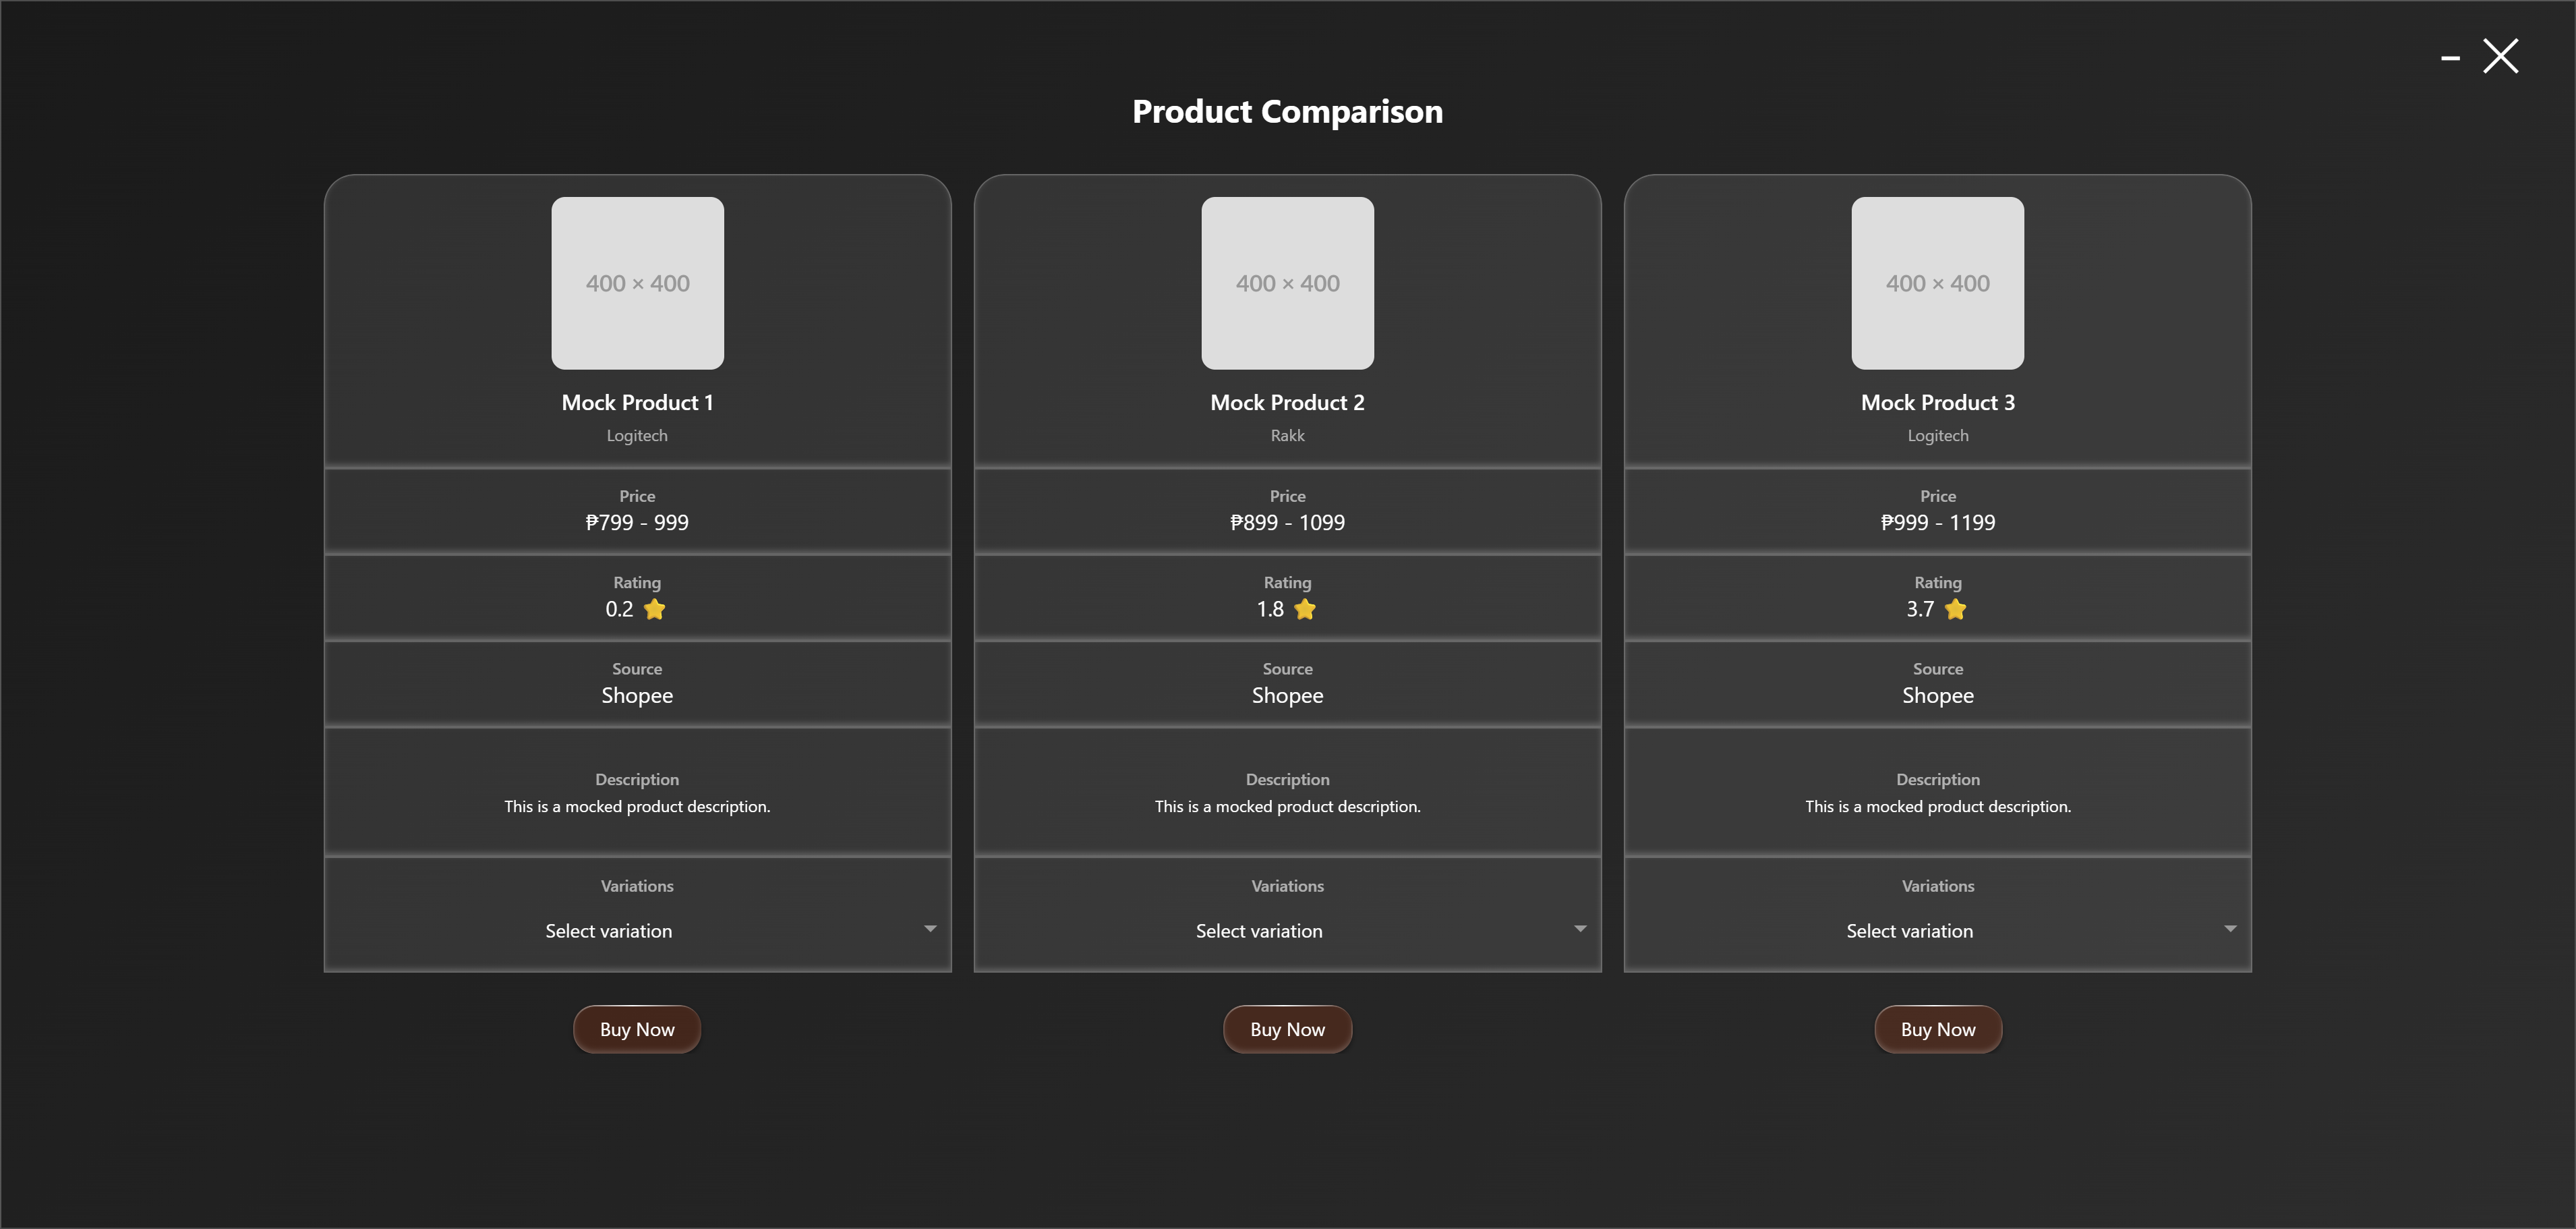 Product Comparison
400 × 400
Mock Product 1
Logitech
Price
₱799 - 999
Rating
0.2 ⭐
Source
Shopee
Description
This is a mocked product description.
Variations
Select variation
Buy Now
400 × 400
Mock Product 2
Rakk
Price
₱899 - 1099
Rating
1.8 ⭐
Source
Shopee
Description
This is a mocked product description.
Variations
Select variation
Buy Now
400 × 400
Mock Product 3
Logitech
Price
₱999 - 1199
Rating
3.7 ⭐
Source
Shopee
Description
This is a mocked product description.
Variations
Select variation
Buy Now